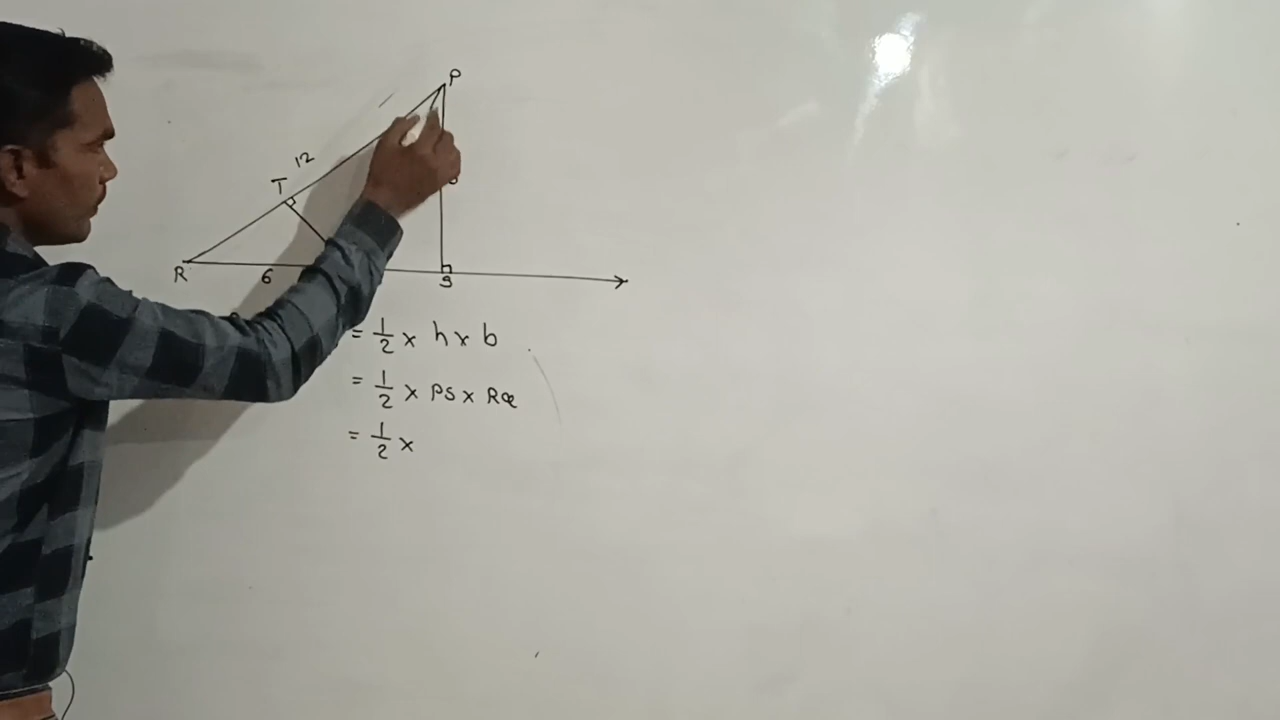 P
12
T
R
6
S
= 1/2 × h × b
= 1/2 × PS × RQ
= 1/2 ×